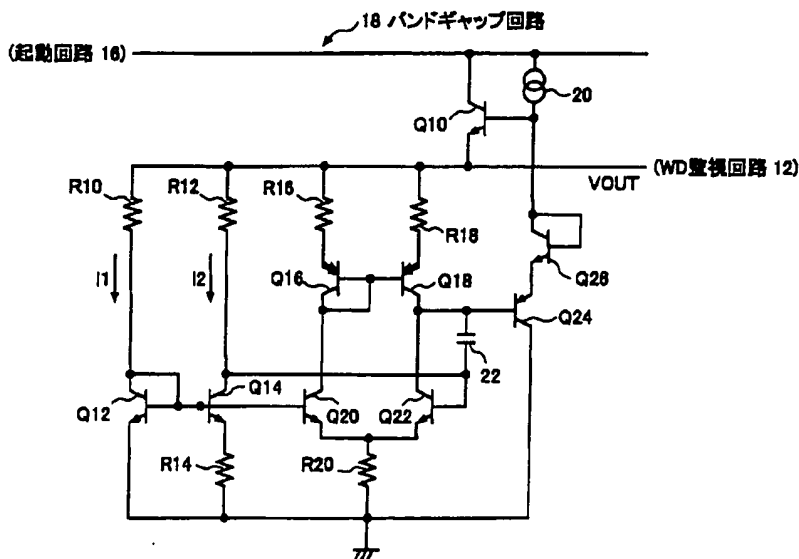 18 バンドギャップ回路
(起動回路 16)
20
Q10
(WD監視回路 12)
VOUT
R10
R12
R16
R18
I1
I2
Q16
Q18
Q26
Q24
22
Q12
Q14
Q20
Q22
R14
R20